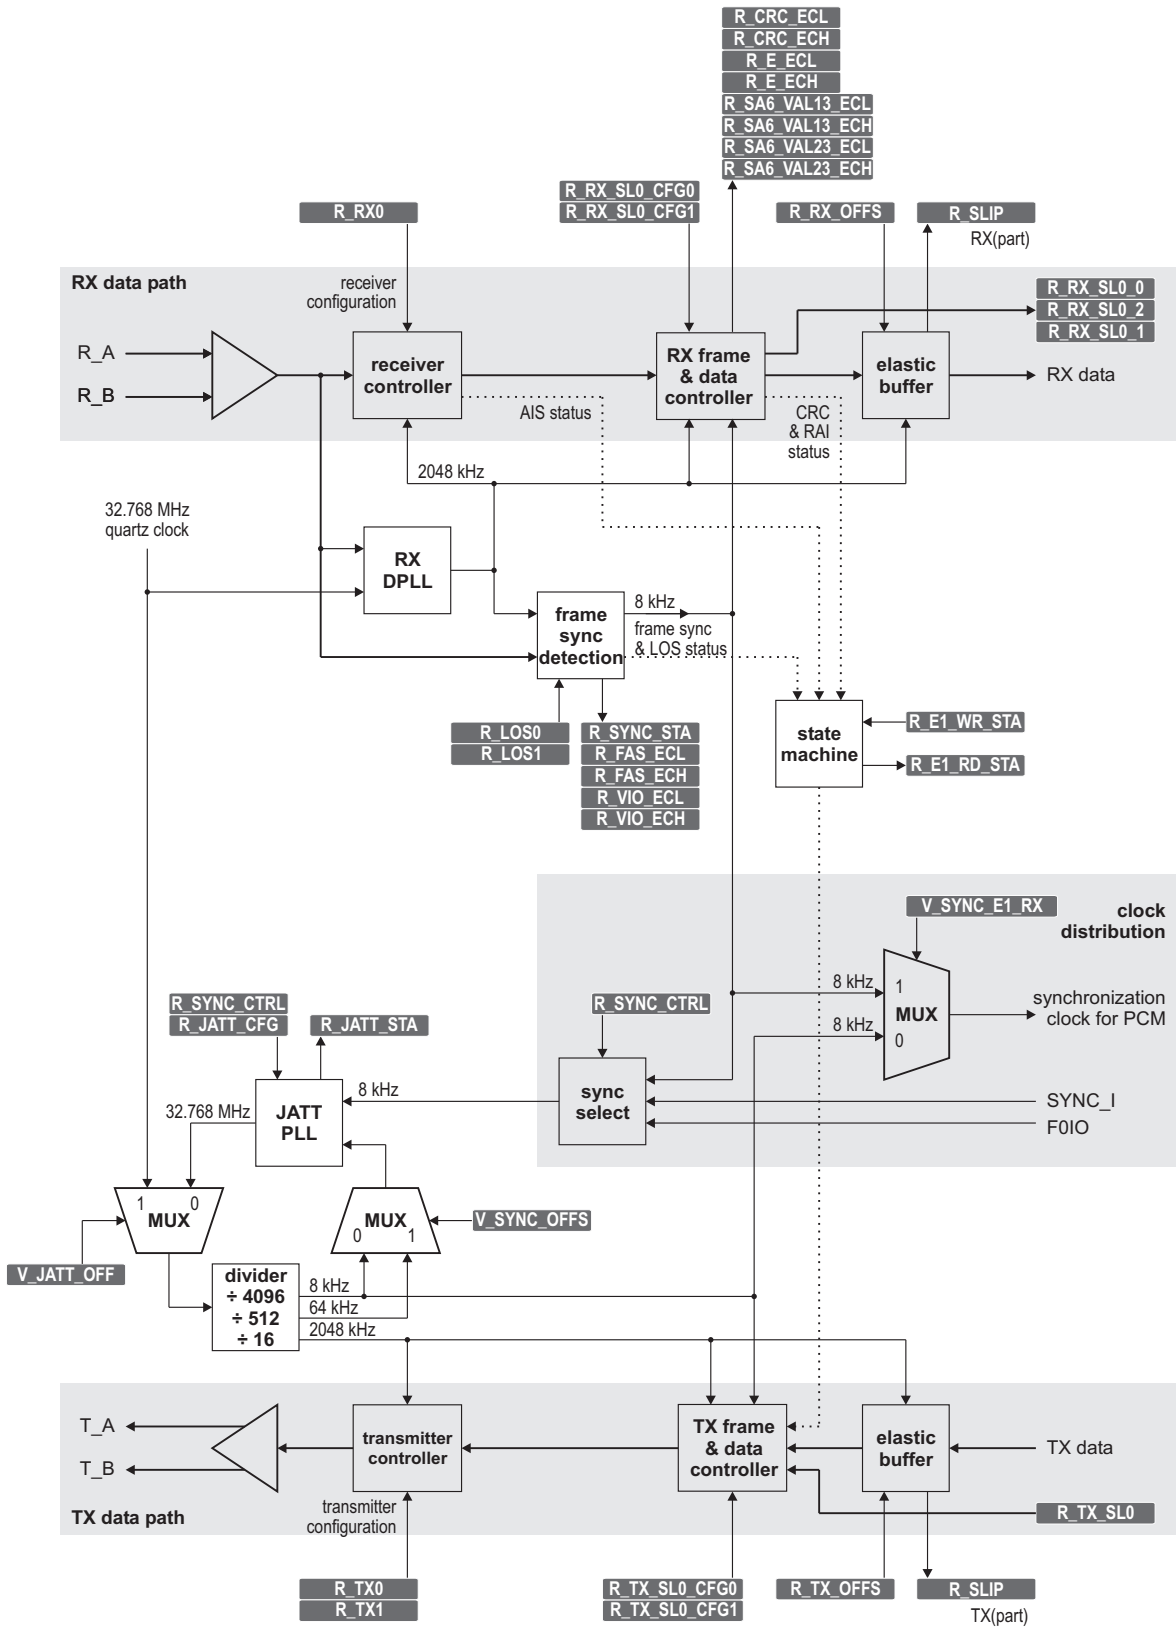 R_CRC_ECL
R_CRC_ECH
R_E_ECL
R_E_ECH
R_SA6_VAL13_ECL
R_SA6_VAL13_ECH
R_SA6_VAL23_ECL
R_SA6_VAL23_ECH
R_RX_SL0_CFG0
R_RX_SL0_CFG1
R_RX0
R_RX_OFFS
R_SLIP
RX(part)
RX data path
receiver
configuration
R_RX_SL0_0
R_RX_SL0_2
R_RX_SL0_1
R_A
R_B
receiver
controller
RX frame
& data
controller
elastic
buffer
RX data
AIS status
CRC
& RAI
status
2048 kHz
32.768 MHz
quartz clock
RX
DPLL
frame
sync
detection
8 kHz
frame sync
& LOS status
R_LOS0
R_LOS1
R_SYNC_STA
R_FAS_ECL
R_FAS_ECH
R_VIO_ECL
R_VIO_ECH
state
machine
R_E1_WR_STA
R_E1_RD_STA
V_SYNC_E1_RX
clock
distribution
R_SYNC_CTRL
R_JATT_CFG
R_JATT_STA
R_SYNC_CTRL
8 kHz
1
MUX
0
8 kHz
synchronization
clock for PCM
sync
select
SYNC_I
F0IO
8 kHz
32.768 MHz
JATT
PLL
1 0
MUX
V_JATT_OFF
MUX
0 1
V_SYNC_OFFS
divider
÷ 4096
÷ 512
÷ 16
8 kHz
64 kHz
2048 kHz
T_A
T_B
transmitter
controller
TX frame
& data
controller
elastic
buffer
TX data
TX data path
transmitter
configuration
R_TX_SL0
R_TX0
R_TX1
R_TX_SL0_CFG0
R_TX_SL0_CFG1
R_TX_OFFS
R_SLIP
TX(part)